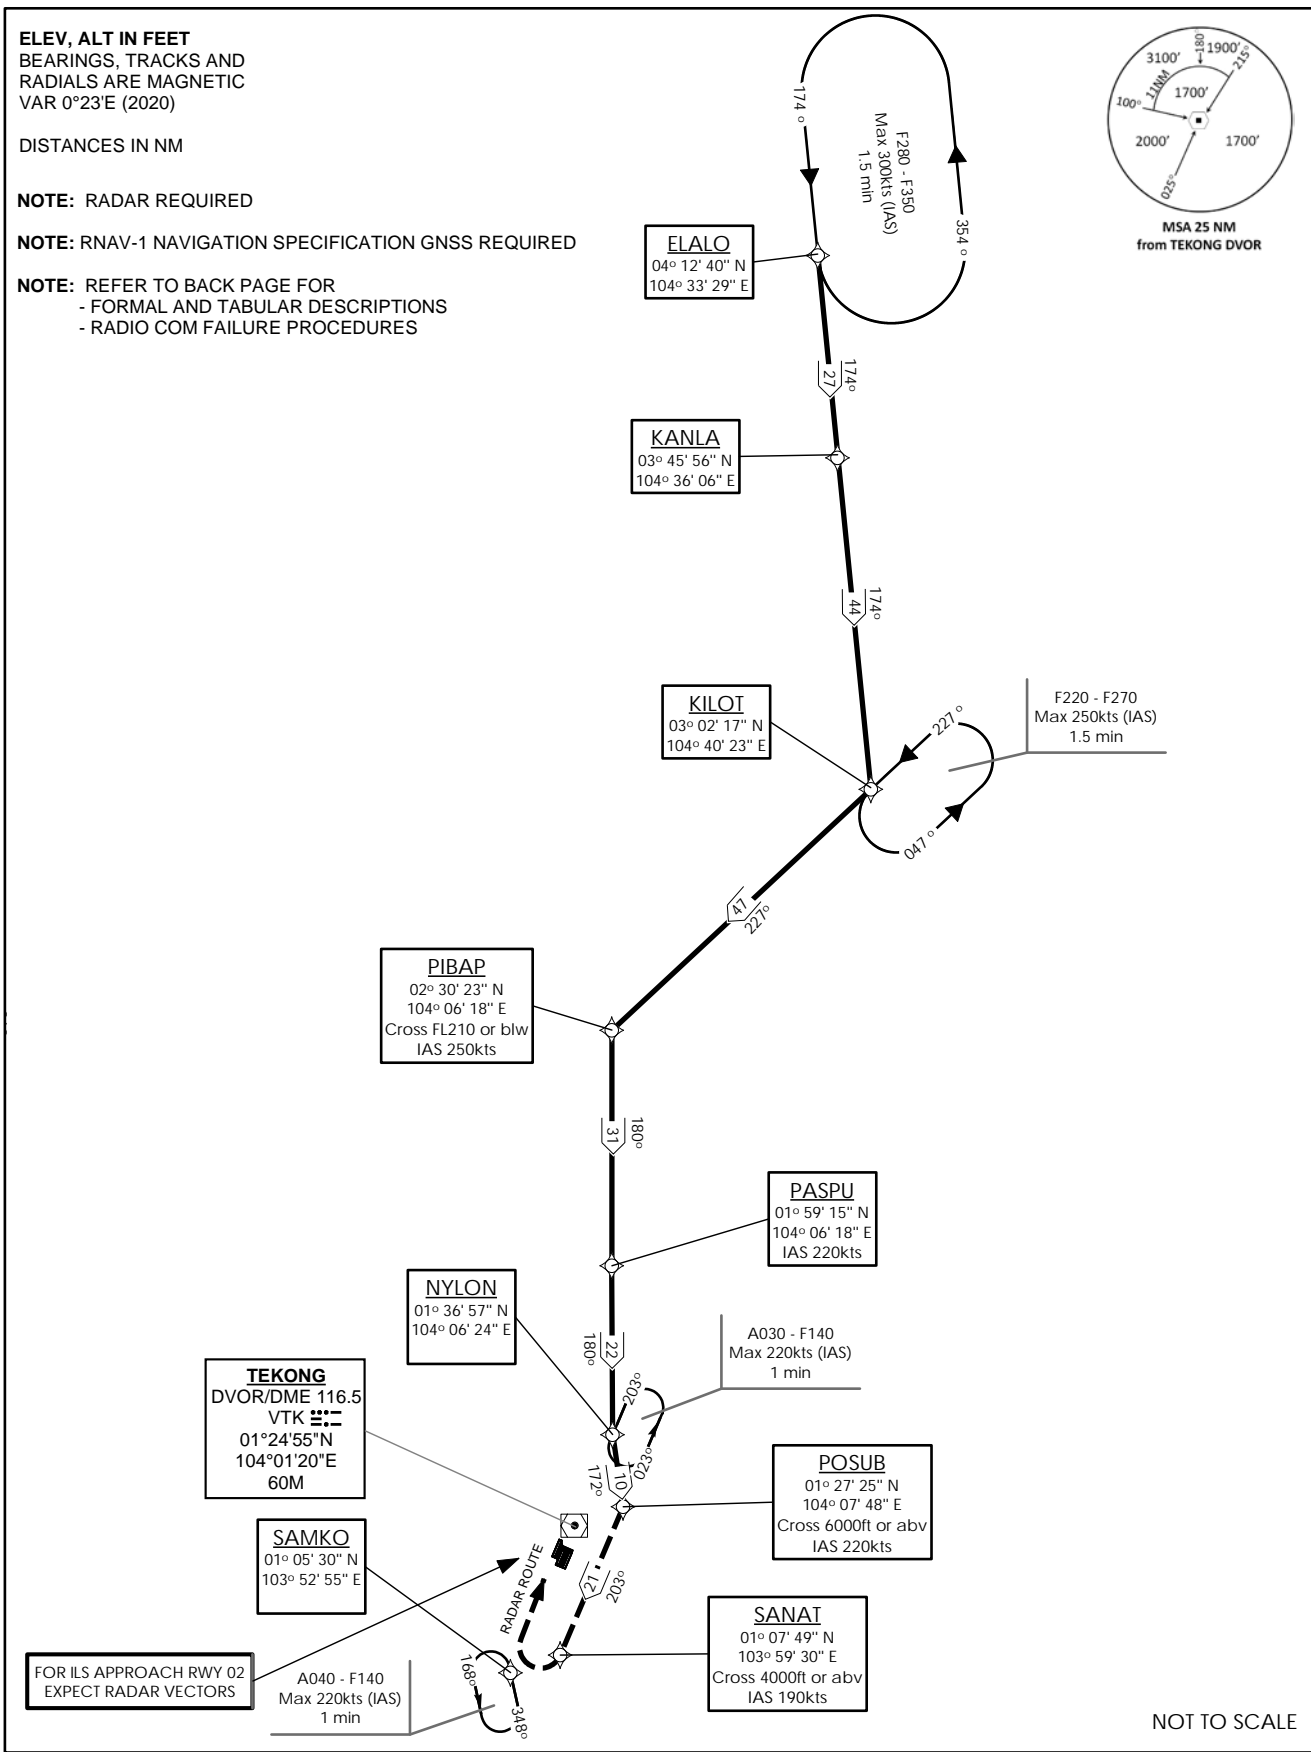 ELEV, ALT IN FEET
BEARINGS, TRACKS AND
RADIALS ARE MAGNETIC
VAR 0°23'E (2020)
DISTANCES IN NM
NOTE: RADAR REQUIRED
NOTE: RNAV-1 NAVIGATION SPECIFICATION GNSS REQUIRED
NOTE: REFER TO BACK PAGE FOR
- FORMAL AND TABULAR DESCRIPTIONS
- RADIO COM FAILURE PROCEDURES
3100'
180°
1900'
215°
11NM
1700'
100°
2000'
1700'
025°
MSA 25 NM
from TEKONG DVOR
174°
F280 - F350
Max 300kts (IAS)
1.5 min
354°
ELALO
04° 12' 40" N
104° 33' 29" E
27
174°
KANLA
03° 45' 56" N
104° 36' 06" E
44
174°
KILOT
03° 02' 17" N
104° 40' 23" E
227°
047°
F220 - F270
Max 250kts (IAS)
1.5 min
47
227°
PIBAP
02° 30' 23" N
104° 06' 18" E
Cross FL210 or blw
IAS 250kts
31
180°
PASPU
01° 59' 15" N
104° 06' 18" E
IAS 220kts
NYLON
01° 36' 57" N
104° 06' 24" E
22
180°
A030 - F140
Max 220kts (IAS)
1 min
203°
023°
TEKONG
DVOR/DME 116.5
VTK
01°24'55"N
104°01'20"E
60M
10
172°
POSUB
01° 27' 25" N
104° 07' 48" E
Cross 6000ft or abv
IAS 220kts
SAMKO
01° 05' 30" N
103° 52' 55" E
RADAR ROUTE
21
203°
SANAT
01° 07' 49" N
103° 59' 30" E
Cross 4000ft or abv
IAS 190kts
FOR ILS APPROACH RWY 02
EXPECT RADAR VECTORS
A040 - F140
Max 220kts (IAS)
1 min
168°
348°
NOT TO SCALE